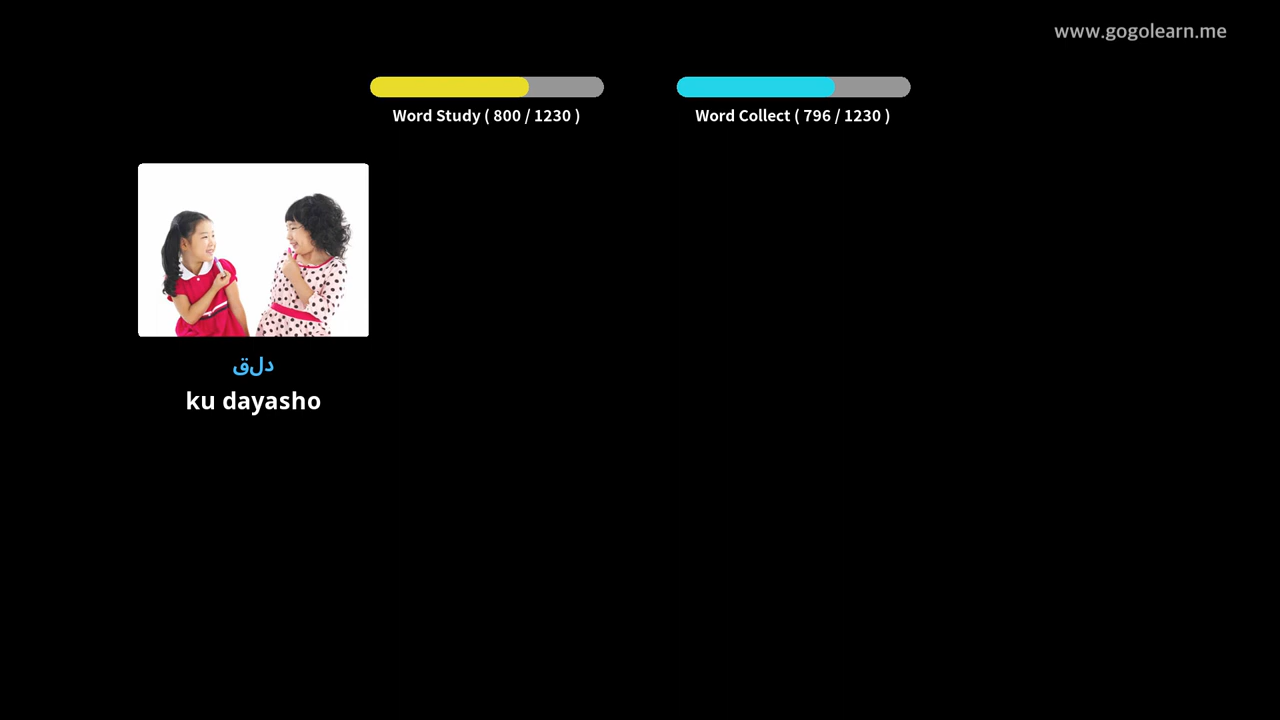 www.gogolearn.me
Word Study ( 800 / 1230 )
Word Collect ( 796 / 1230 )
دلق
ku dayasho